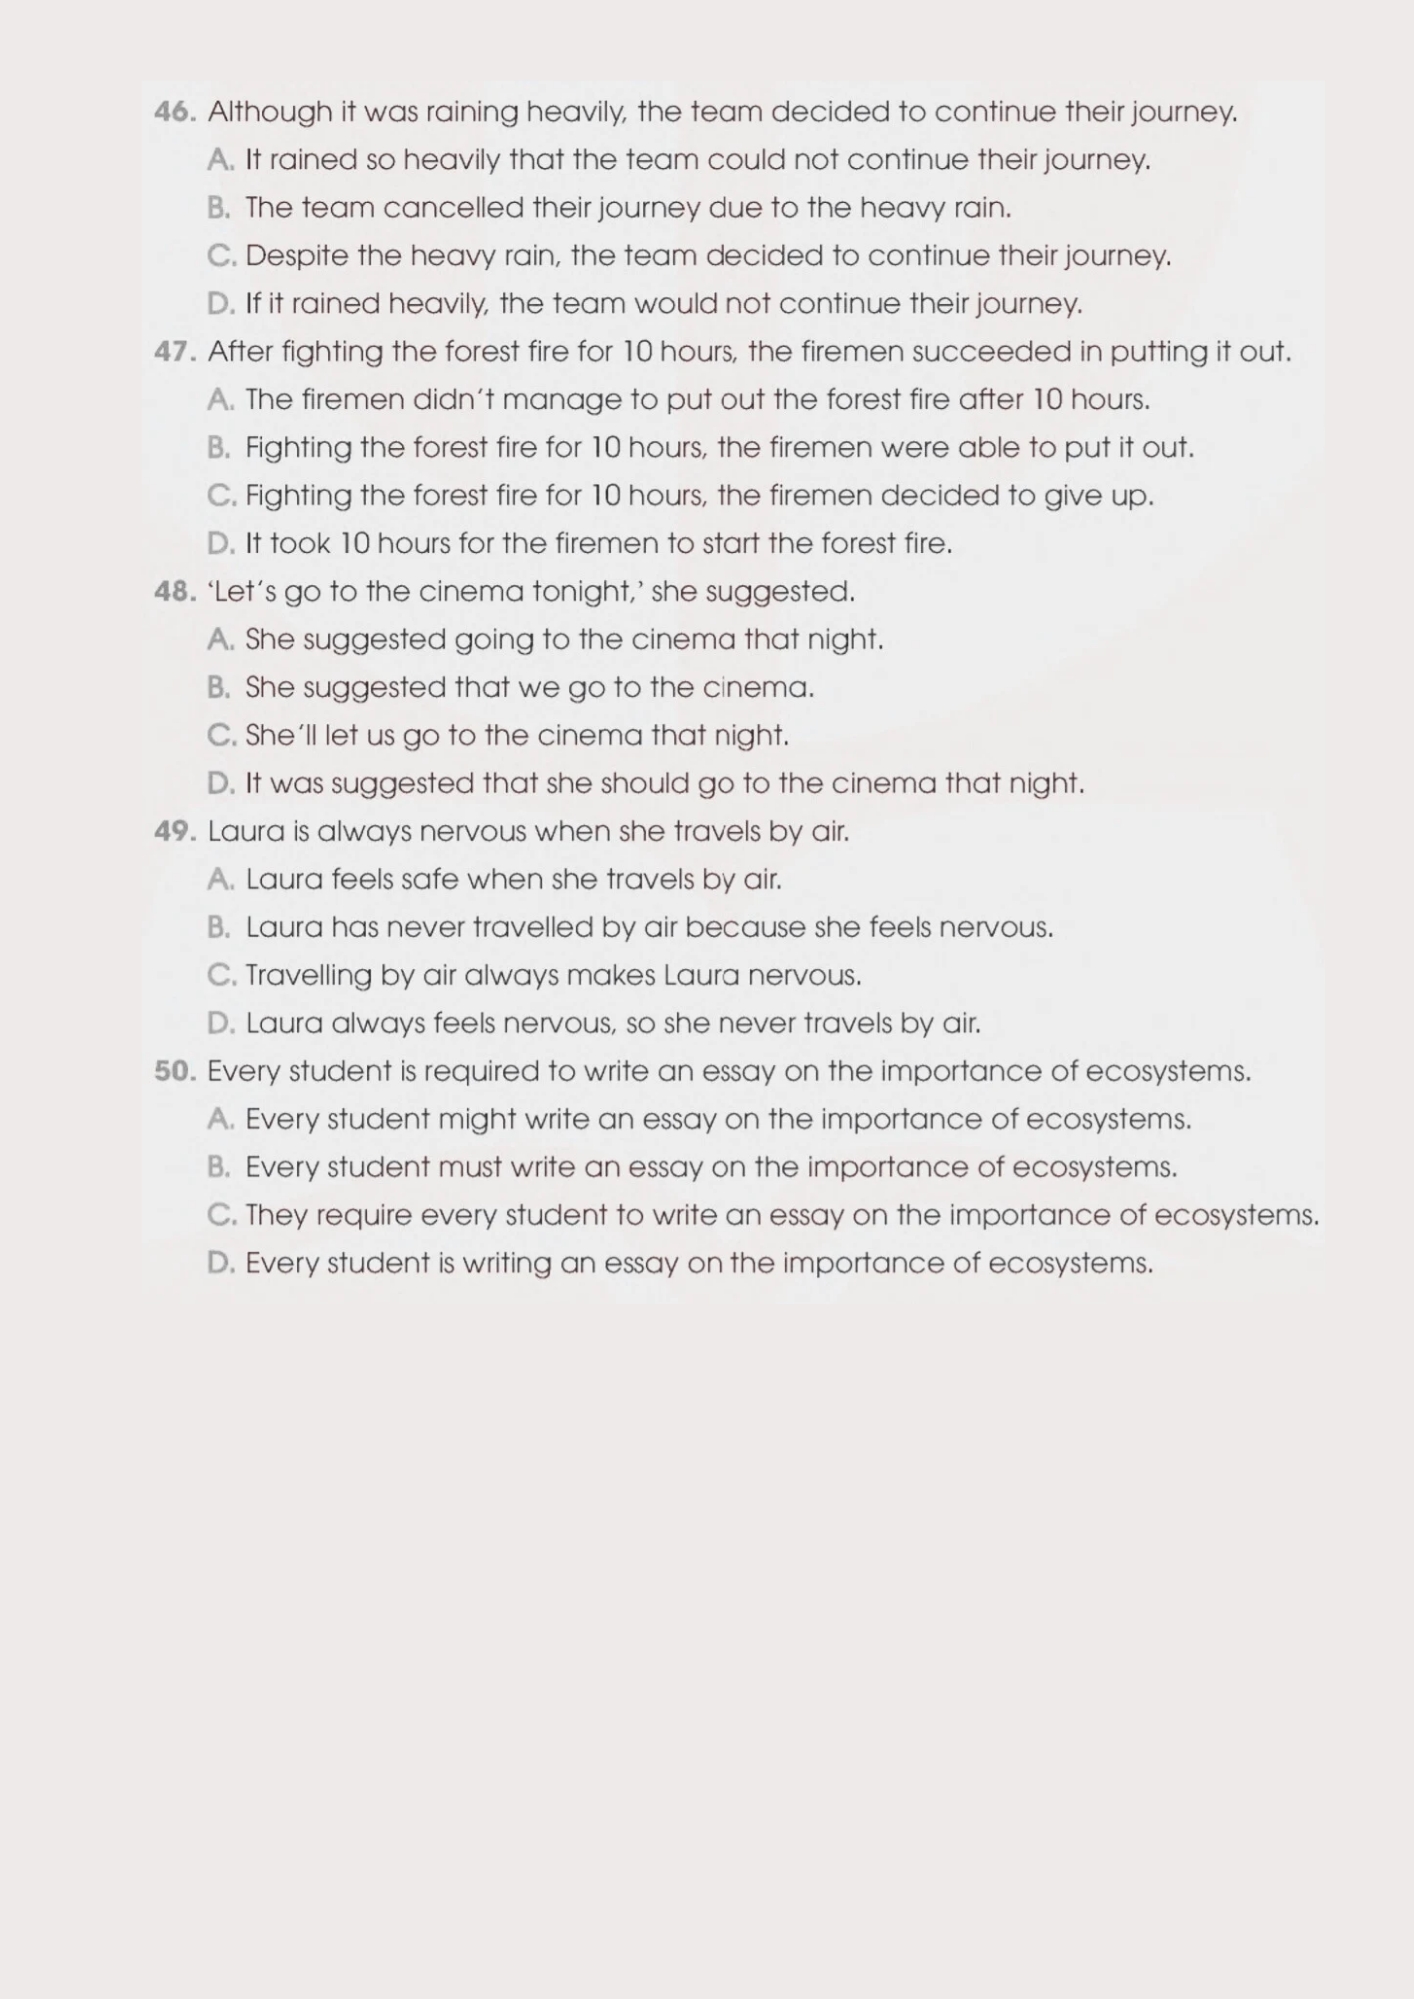 46. Although it was raining heavily, the team decided to continue their journey.
A. It rained so heavily that the team could not continue their journey.
B. The team cancelled their journey due to the heavy rain.
C. Despite the heavy rain, the team decided to continue their journey.
D. If it rained heavily, the team would not continue their journey.
47. After fighting the forest fire for 10 hours, the firemen succeeded in putting it out.
A. The firemen didn't manage to put out the forest fire after 10 hours.
B. Fighting the forest fire for 10 hours, the firemen were able to put it out.
C. Fighting the forest fire for 10 hours, the firemen decided to give up.
D. It took 10 hours for the firemen to start the forest fire.
48. ‘Let's go to the cinema tonight,’ she suggested.
A. She suggested going to the cinema that night.
B. She suggested that we go to the cinema.
C. She'll let us go to the cinema that night.
D. It was suggested that she should go to the cinema that night.
49. Laura is always nervous when she travels by air.
A. Laura feels safe when she travels by air.
B. Laura has never travelled by air because she feels nervous.
C. Travelling by air always makes Laura nervous.
D. Laura always feels nervous, so she never travels by air.
50. Every student is required to write an essay on the importance of ecosystems.
A. Every student might write an essay on the importance of ecosystems.
B. Every student must write an essay on the importance of ecosystems.
C. They require every student to write an essay on the importance of ecosystems.
D. Every student is writing an essay on the importance of ecosystems.